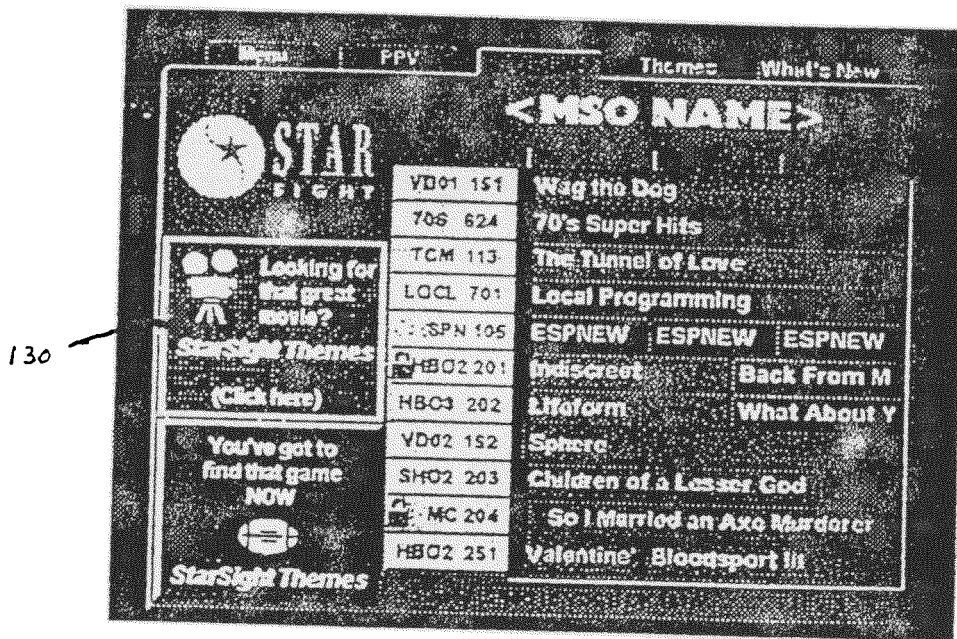 Menu PPV Themes What's New
<MSO NAME>
STAR
SIGHT
VD01 151 Wag the Dog
70S 624 70's Super Hits
TCM 113 The Tunnel of Love
LOCL 701 Local Programming
SPN 105 ESPNEW ESPNEW ESPNEW
HBO2 201 Indiscreet Back From M
HBO3 202 Lifeform What About Y
VD02 152 Sphere
SHO2 203 Children of a Lesser God
MC 204 So I Married an Axe Murderer
HBO2 251 Valentine' Bloodsport III
Looking for
that great
movie?
StarSight Themes
(Click here)
You've got to
find that game
NOW
StarSight Themes
130